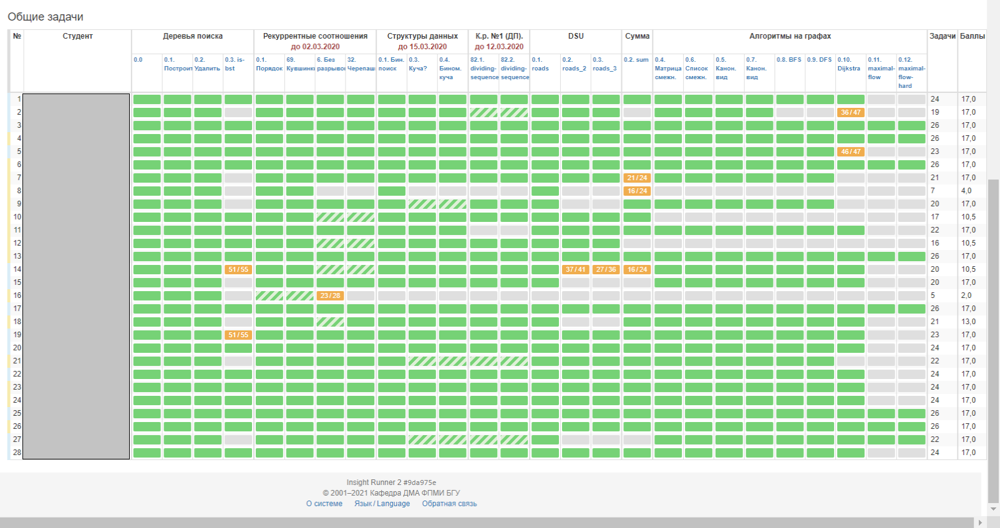 Общие задачи
№ Студент Деревья поиска Рекуррентные соотношения Структуры данных К.р. №1 (ДП). DSU Сумма Алгоритмы на графах Задачи Баллы
до 02.03.2020 до 15.03.2020 до 12.03.2020
0.0 0.1. 0.2. 0.3. is- 0.1. 69. 6. Без 32. 0.1. Бин. 0.3. 0.4. 82.1. 82.2. 0.1. 0.2. 0.3. 0.2. sum 0.4. 0.6. 0.5. 0.7. 0.8. BFS 0.9. DFS 0.10. 0.11. 0.12.
Построит Удалить bst Порядок Кувшинки разрывов Черепаш поиск Куча? Бином. dividing- dividing- roads roads_2 roads_3 Матрица Список Канон. Канон. Dijkstra maximal- maximal-
куча sequence sequence смежн. смежн. вид вид flow flow-
hard
1 24 17,0
2 36 / 47 19 17,0
3 26 17,0
4 26 17,0
5 46 / 47 23 17,0
6 26 17,0
7 21 / 24 21 17,0
8 16 / 24 7 4,0
9 20 17,0
10 17 10,5
11 22 17,0
12 16 10,5
13 26 17,0
14 51 / 55 37 / 41 27 / 36 16 / 24 20 10,5
15 20 17,0
16 23 / 28 5 2,0
17 26 17,0
18 21 13,0
19 51 / 55 23 17,0
20 24 17,0
21 22 17,0
22 24 17,0
23 24 17,0
24 24 17,0
25 26 17,0
26 26 17,0
27 22 17,0
28 24 17,0
Insight Runner 2 #9da975e
© 2001–2021 Кафедра ДМА ФПМИ БГУ
О системе Язык / Language Обратная связь